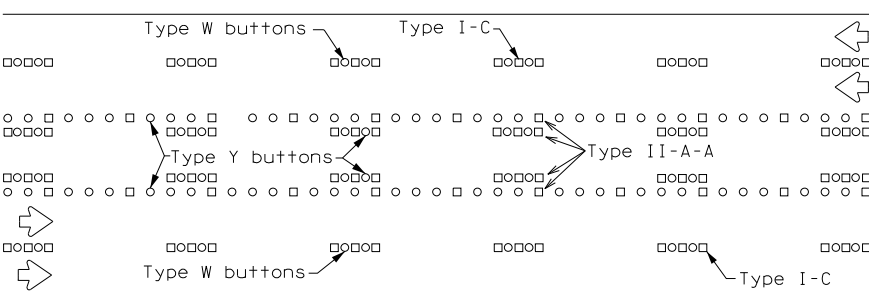 Type W buttons
Type I-C
Type Y buttons
Type II-A-A
Type W buttons
Type I-C